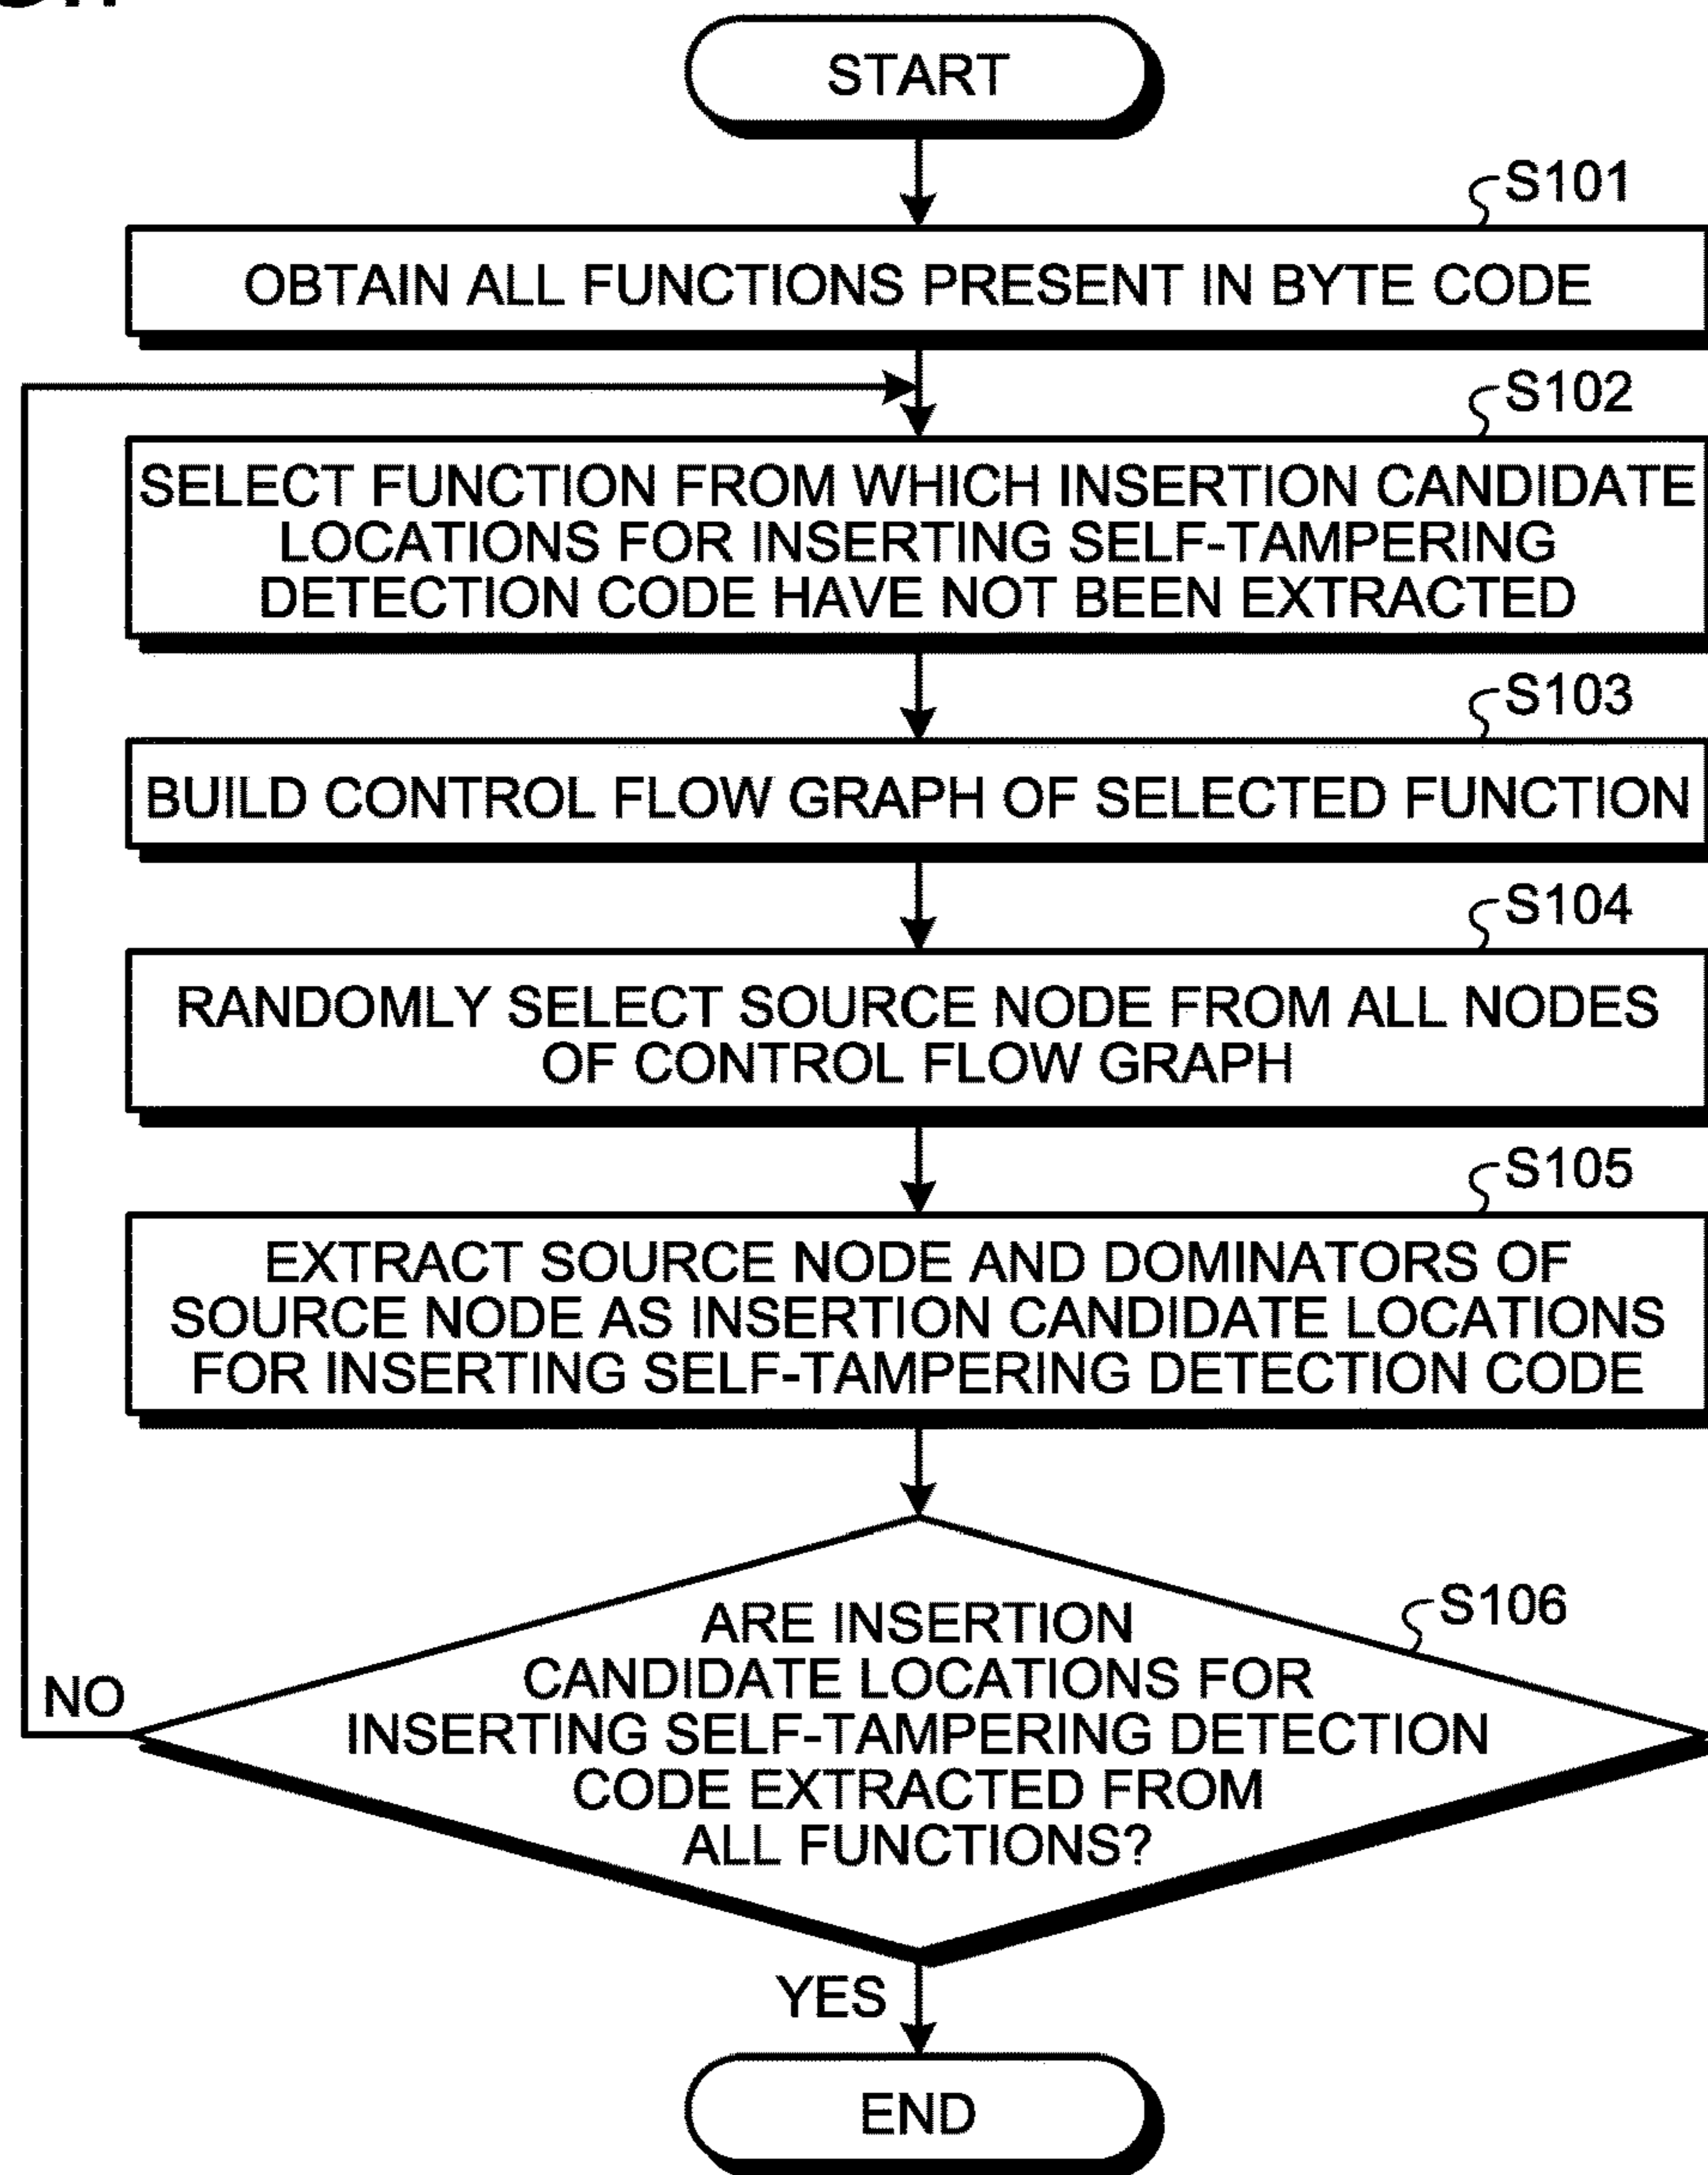 START
S101
OBTAIN ALL FUNCTIONS PRESENT IN BYTE CODE
S102
SELECT FUNCTION FROM WHICH INSERTION CANDIDATE
LOCATIONS FOR INSERTING SELF-TAMPERING
DETECTION CODE HAVE NOT BEEN EXTRACTED
S103
BUILD CONTROL FLOW GRAPH OF SELECTED FUNCTION
S104
RANDOMLY SELECT SOURCE NODE FROM ALL NODES
OF CONTROL FLOW GRAPH
S105
EXTRACT SOURCE NODE AND DOMINATORS OF
SOURCE NODE AS INSERTION CANDIDATE LOCATIONS
FOR INSERTING SELF-TAMPERING DETECTION CODE
S106
ARE INSERTION
CANDIDATE LOCATIONS FOR
INSERTING SELF-TAMPERING DETECTION
CODE EXTRACTED FROM
ALL FUNCTIONS?
NO
YES
END